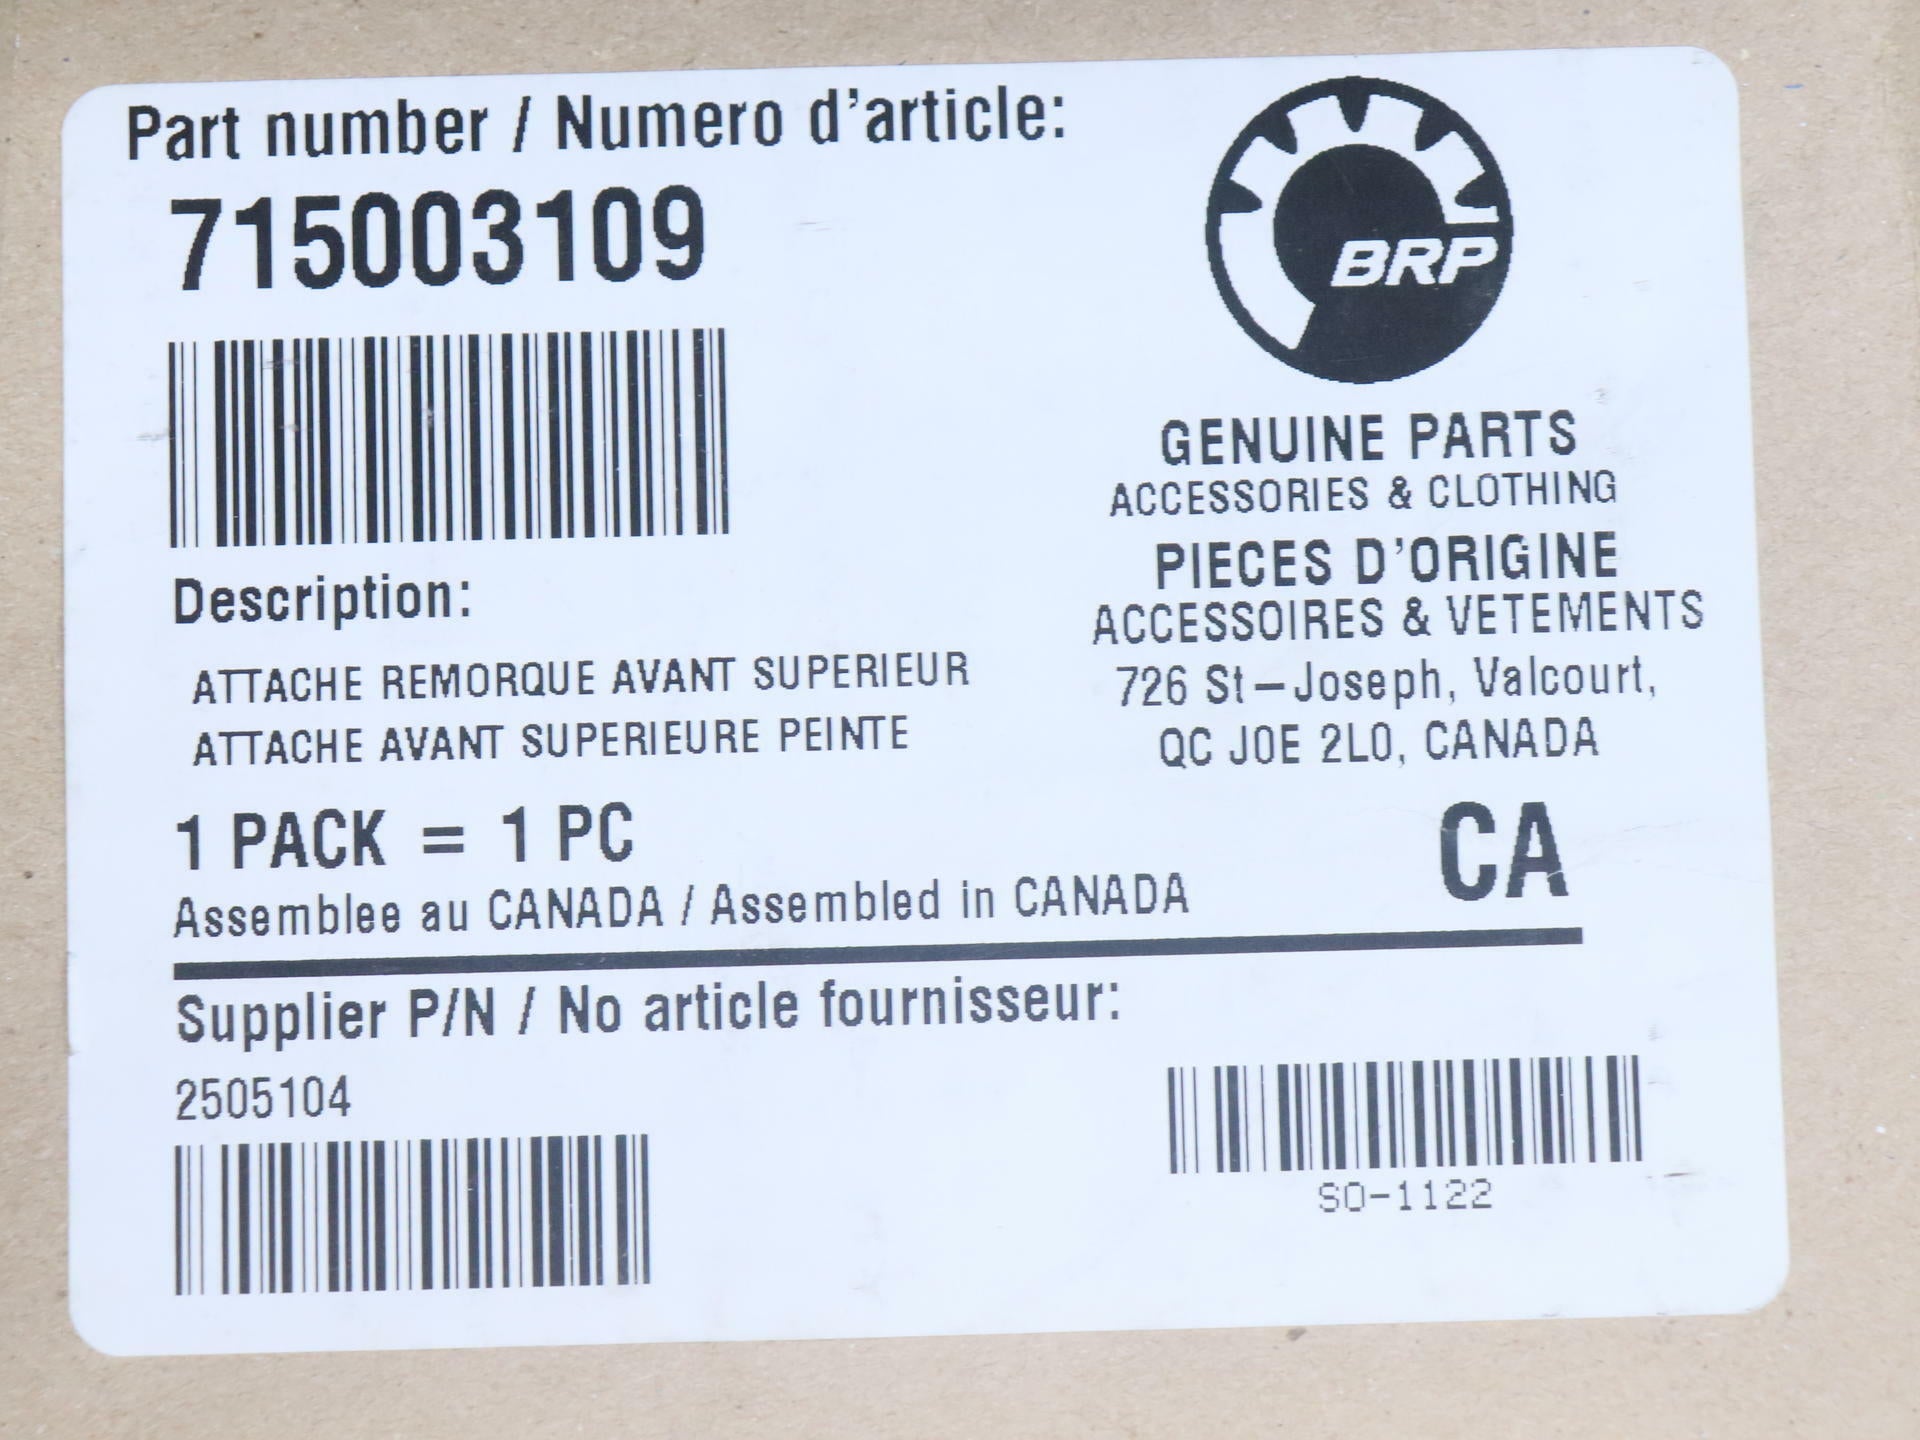 Part number / Numero d'article:
715003109
BRP
GENUINE PARTS
ACCESSORIES & CLOTHING
PIECES D'ORIGINE
ACCESSOIRES & VETEMENTS
726 St-Joseph, Valcourt,
QC JOE 2L0, CANADA
Description:
ATTACHE REMORQUE AVANT SUPERIEUR
ATTACHE AVANT SUPERIEURE PEINTE
1 PACK = 1 PC
CA
Assemblee au CANADA / Assembled in CANADA
Supplier P/N / No article fournisseur:
2505104
SO-1122